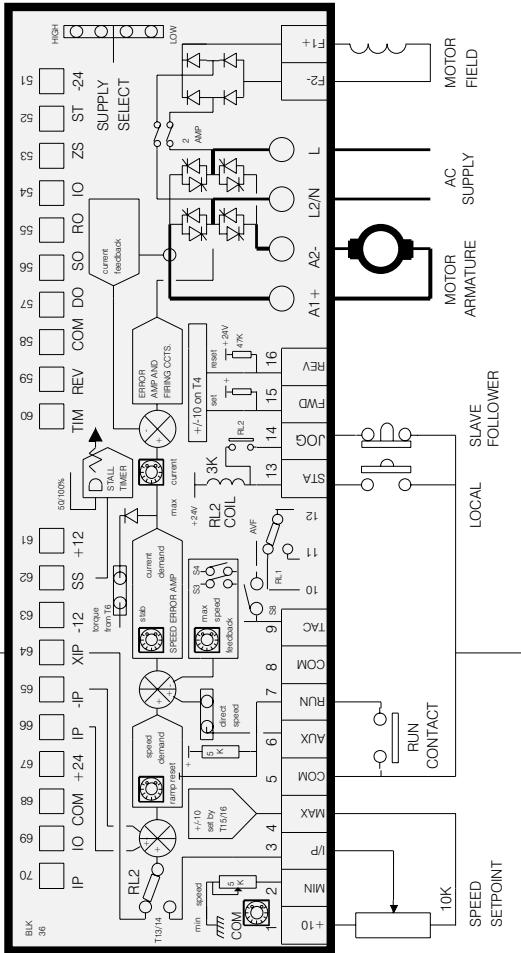 BLK
36
70 69 68 67 66 65 64 63 62 61 60 59 58 57 56 55 54 53 52 51
IP IO COM +24 IP -IP XIP -12 SS +12 TIM REV COM DO SO RO IO ZS ST -24
HIGH
LOW
SUPPLY
SELECT
50/100%
STALL
TIMER
torque
from T6
current
feedback
RL2
T13/14
speed
demand
ramp reset
stab
current
demand
SPEED ERROR AMP
max
current
ERROR
AMP AND
FIRING CCTS.
2
AMP
min speed
5
K
COM
+/-10
set by
T15/16
5
K
direct
speed
max
speed
feedback
S3
S4
S8
AVF
RL1
+24V
RL2
COIL
3K
RL2
+/-10 on T4
set
reset
+ 24V
47K
1 2 3 4 5 6 7 8 9 10 11 12 13 14 15 16
+10 MIN I/P MAX COM AUX RUN COM TAC STA JOG FWD REV A1+ A2- L2/N L F2- F1+
10K
SPEED
SETPOINT
RUN
CONTACT
LOCAL
SLAVE
FOLLOWER
MOTOR
ARMATURE
AC
SUPPLY
MOTOR
FIELD